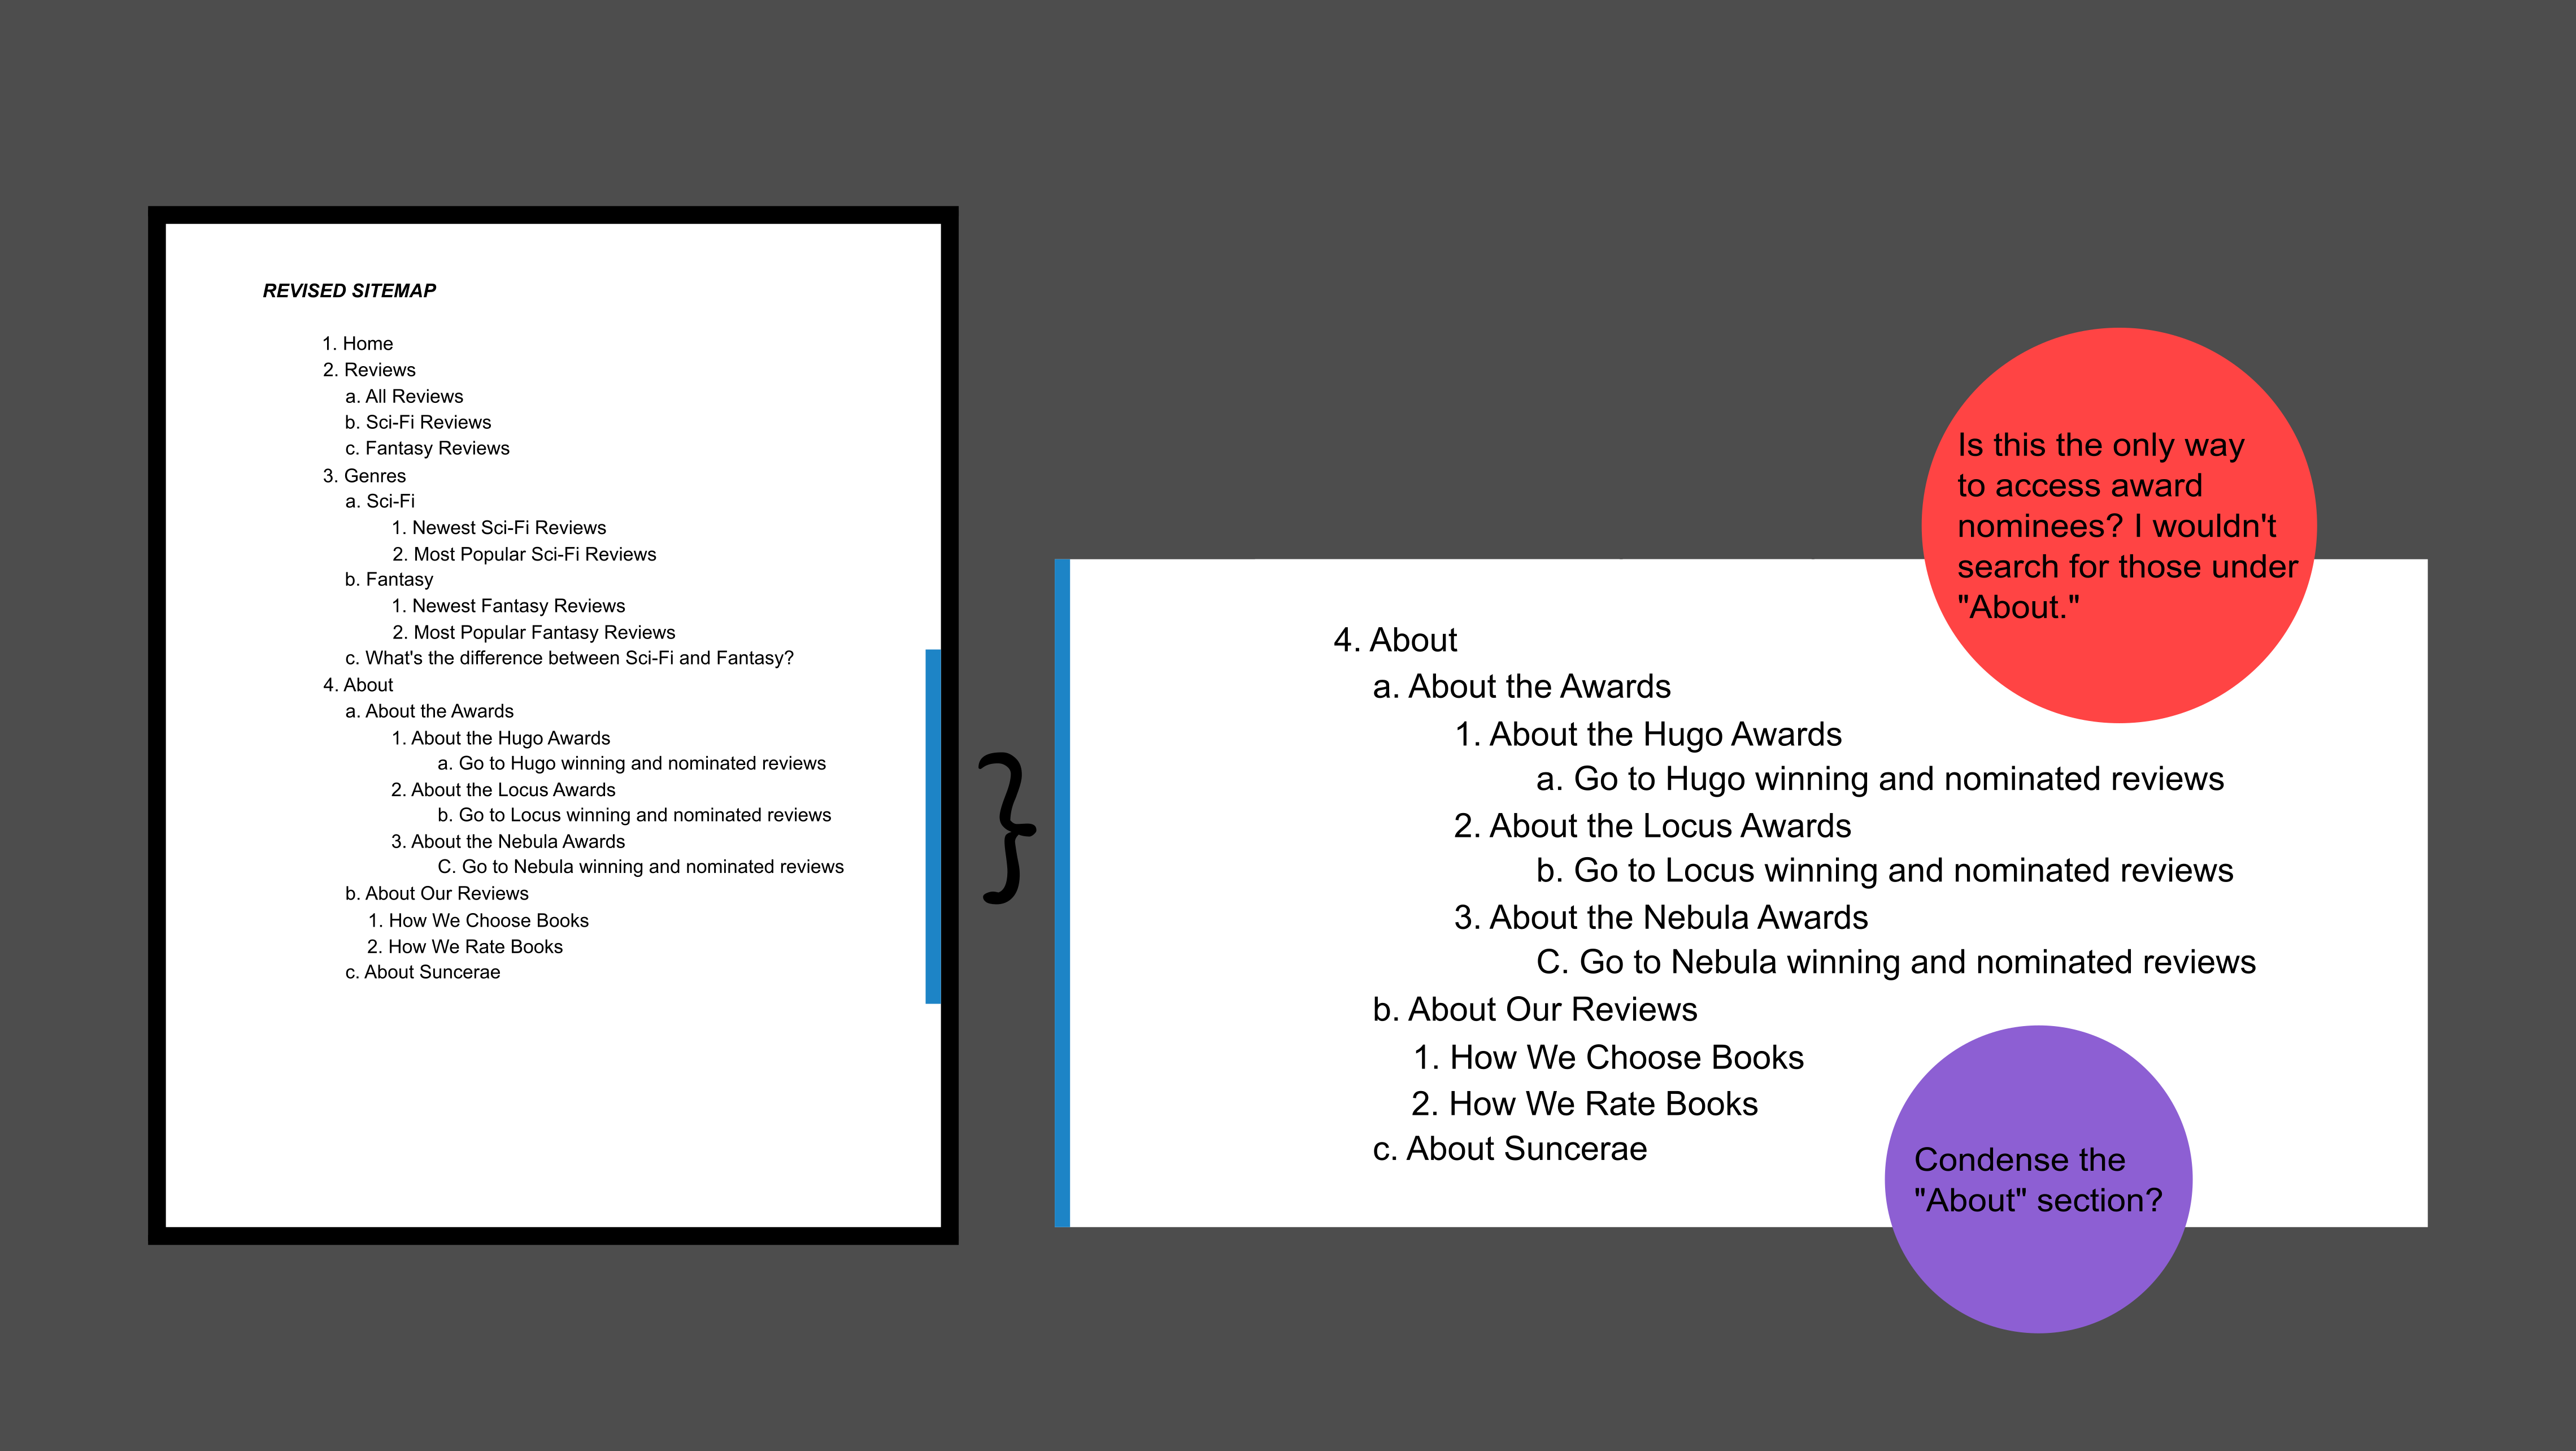 REVISED SITEMAP
1. Home
2. Reviews
a. All Reviews
b. Sci-Fi Reviews
c. Fantasy Reviews
3. Genres
a. Sci-Fi
1. Newest Sci-Fi Reviews
2. Most Popular Sci-Fi Reviews
b. Fantasy
1. Newest Fantasy Reviews
2. Most Popular Fantasy Reviews
c. What's the difference between Sci-Fi and Fantasy?
4. About
a. About the Awards
1. About the Hugo Awards
a. Go to Hugo winning and nominated reviews
2. About the Locus Awards
b. Go to Locus winning and nominated reviews
3. About the Nebula Awards
C. Go to Nebula winning and nominated reviews
b. About Our Reviews
1. How We Choose Books
2. How We Rate Books
c. About Suncerae
}
4. About
a. About the Awards
1. About the Hugo Awards
a. Go to Hugo winning and nominated reviews
2. About the Locus Awards
b. Go to Locus winning and nominated reviews
3. About the Nebula Awards
C. Go to Nebula winning and nominated reviews
b. About Our Reviews
1. How We Choose Books
2. How We Rate Books
c. About Suncerae
Is this the only way
to access award
nominees? I wouldn't
search for those under
"About."
Condense the
"About" section?